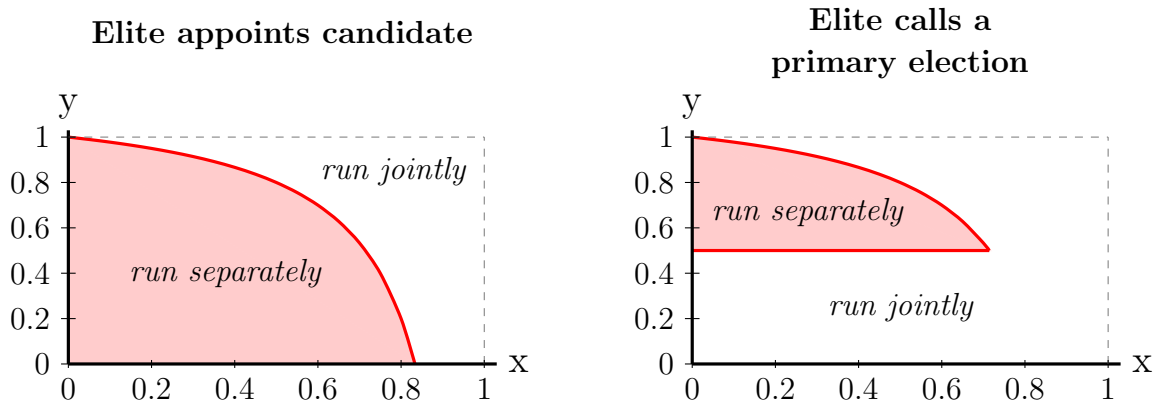 Elite appoints candidate
y
1
0.8
0.6
0.4
0.2
0
run jointly
run separately
x
0 0.2 0.4 0.6 0.8 1
Elite calls a
primary election
y
1
0.8
0.6
0.4
0.2
0
run separately
run jointly
x
0 0.2 0.4 0.6 0.8 1